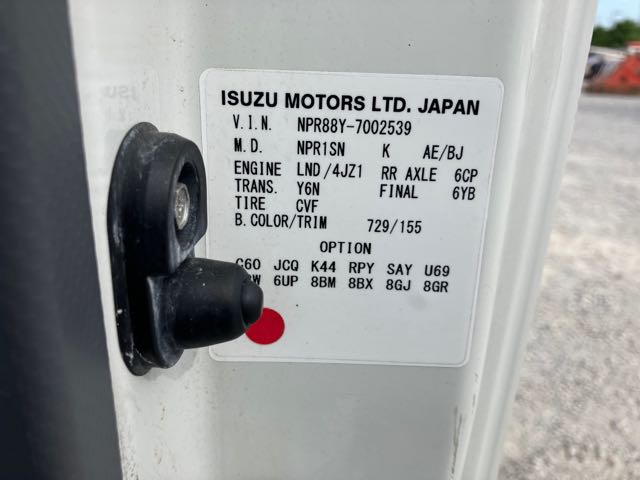 ISUZU MOTORS LTD. JAPAN
V.I.N. NPR88Y-7002539
M.D. NPR1SN K AE/BJ
ENGINE LND/4JZ1 RR AXLE 6CP
TRANS. Y6N FINAL 6YB
TIRE CVF
B.COLOR/TRIM 729/155
OPTION
C60 JCQ K44 RPY SAY U69
6UP 8BM 8BX 8GJ 8GR